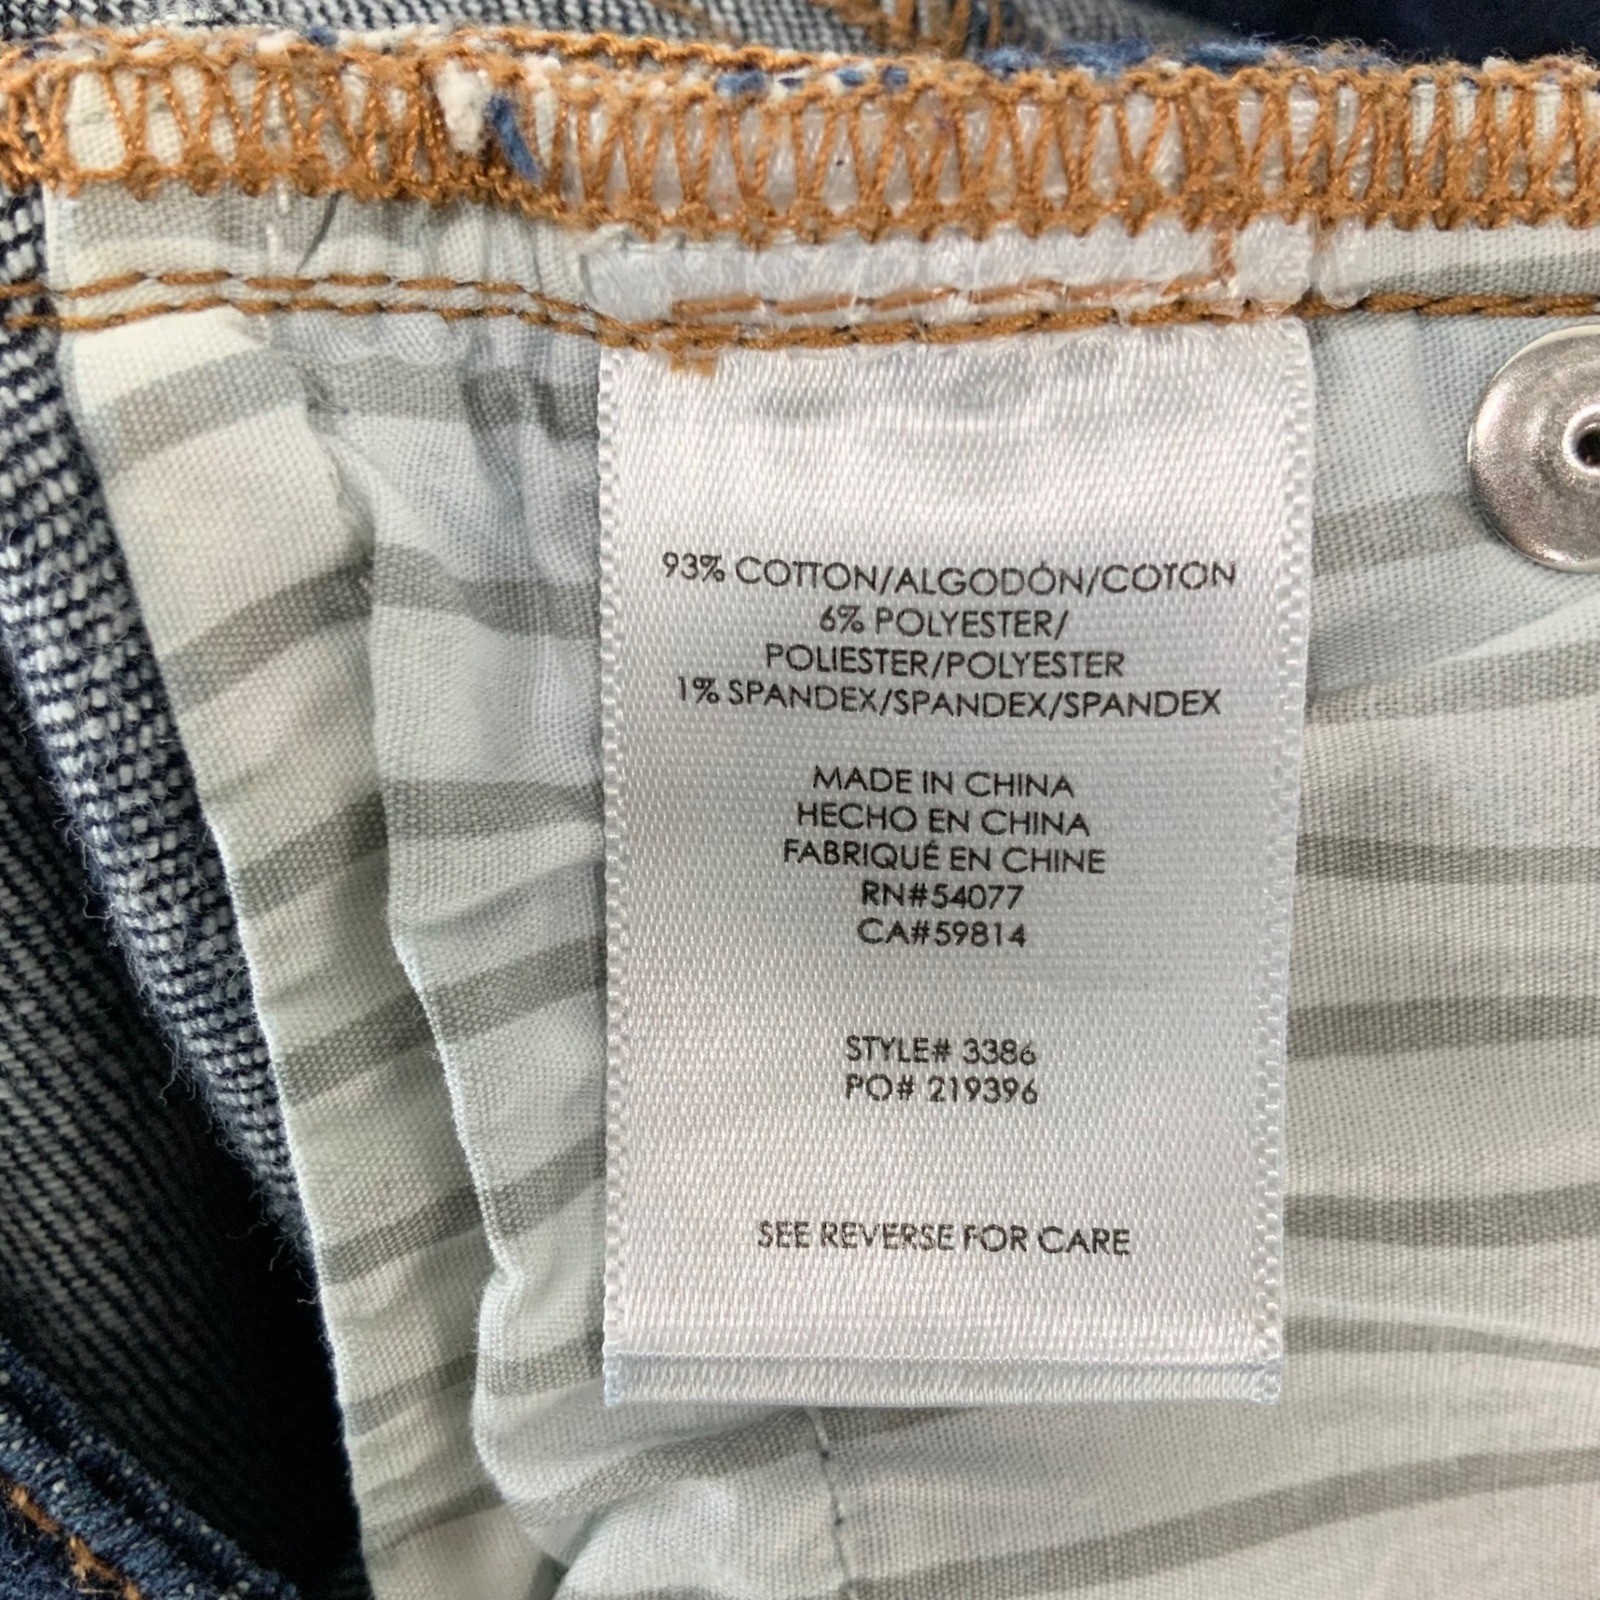 93% COTTON/ALGODÓN/COTON
6% POLYESTER/
POLIESTER/POLYESTER
1% SPANDEX/SPANDEX/SPANDEX
MADE IN CHINA
HECHO EN CHINA
FABRIQUÉ EN CHINE
RN#54077
CA#59814
STYLE# 3386
PO# 219396
SEE REVERSE FOR CARE